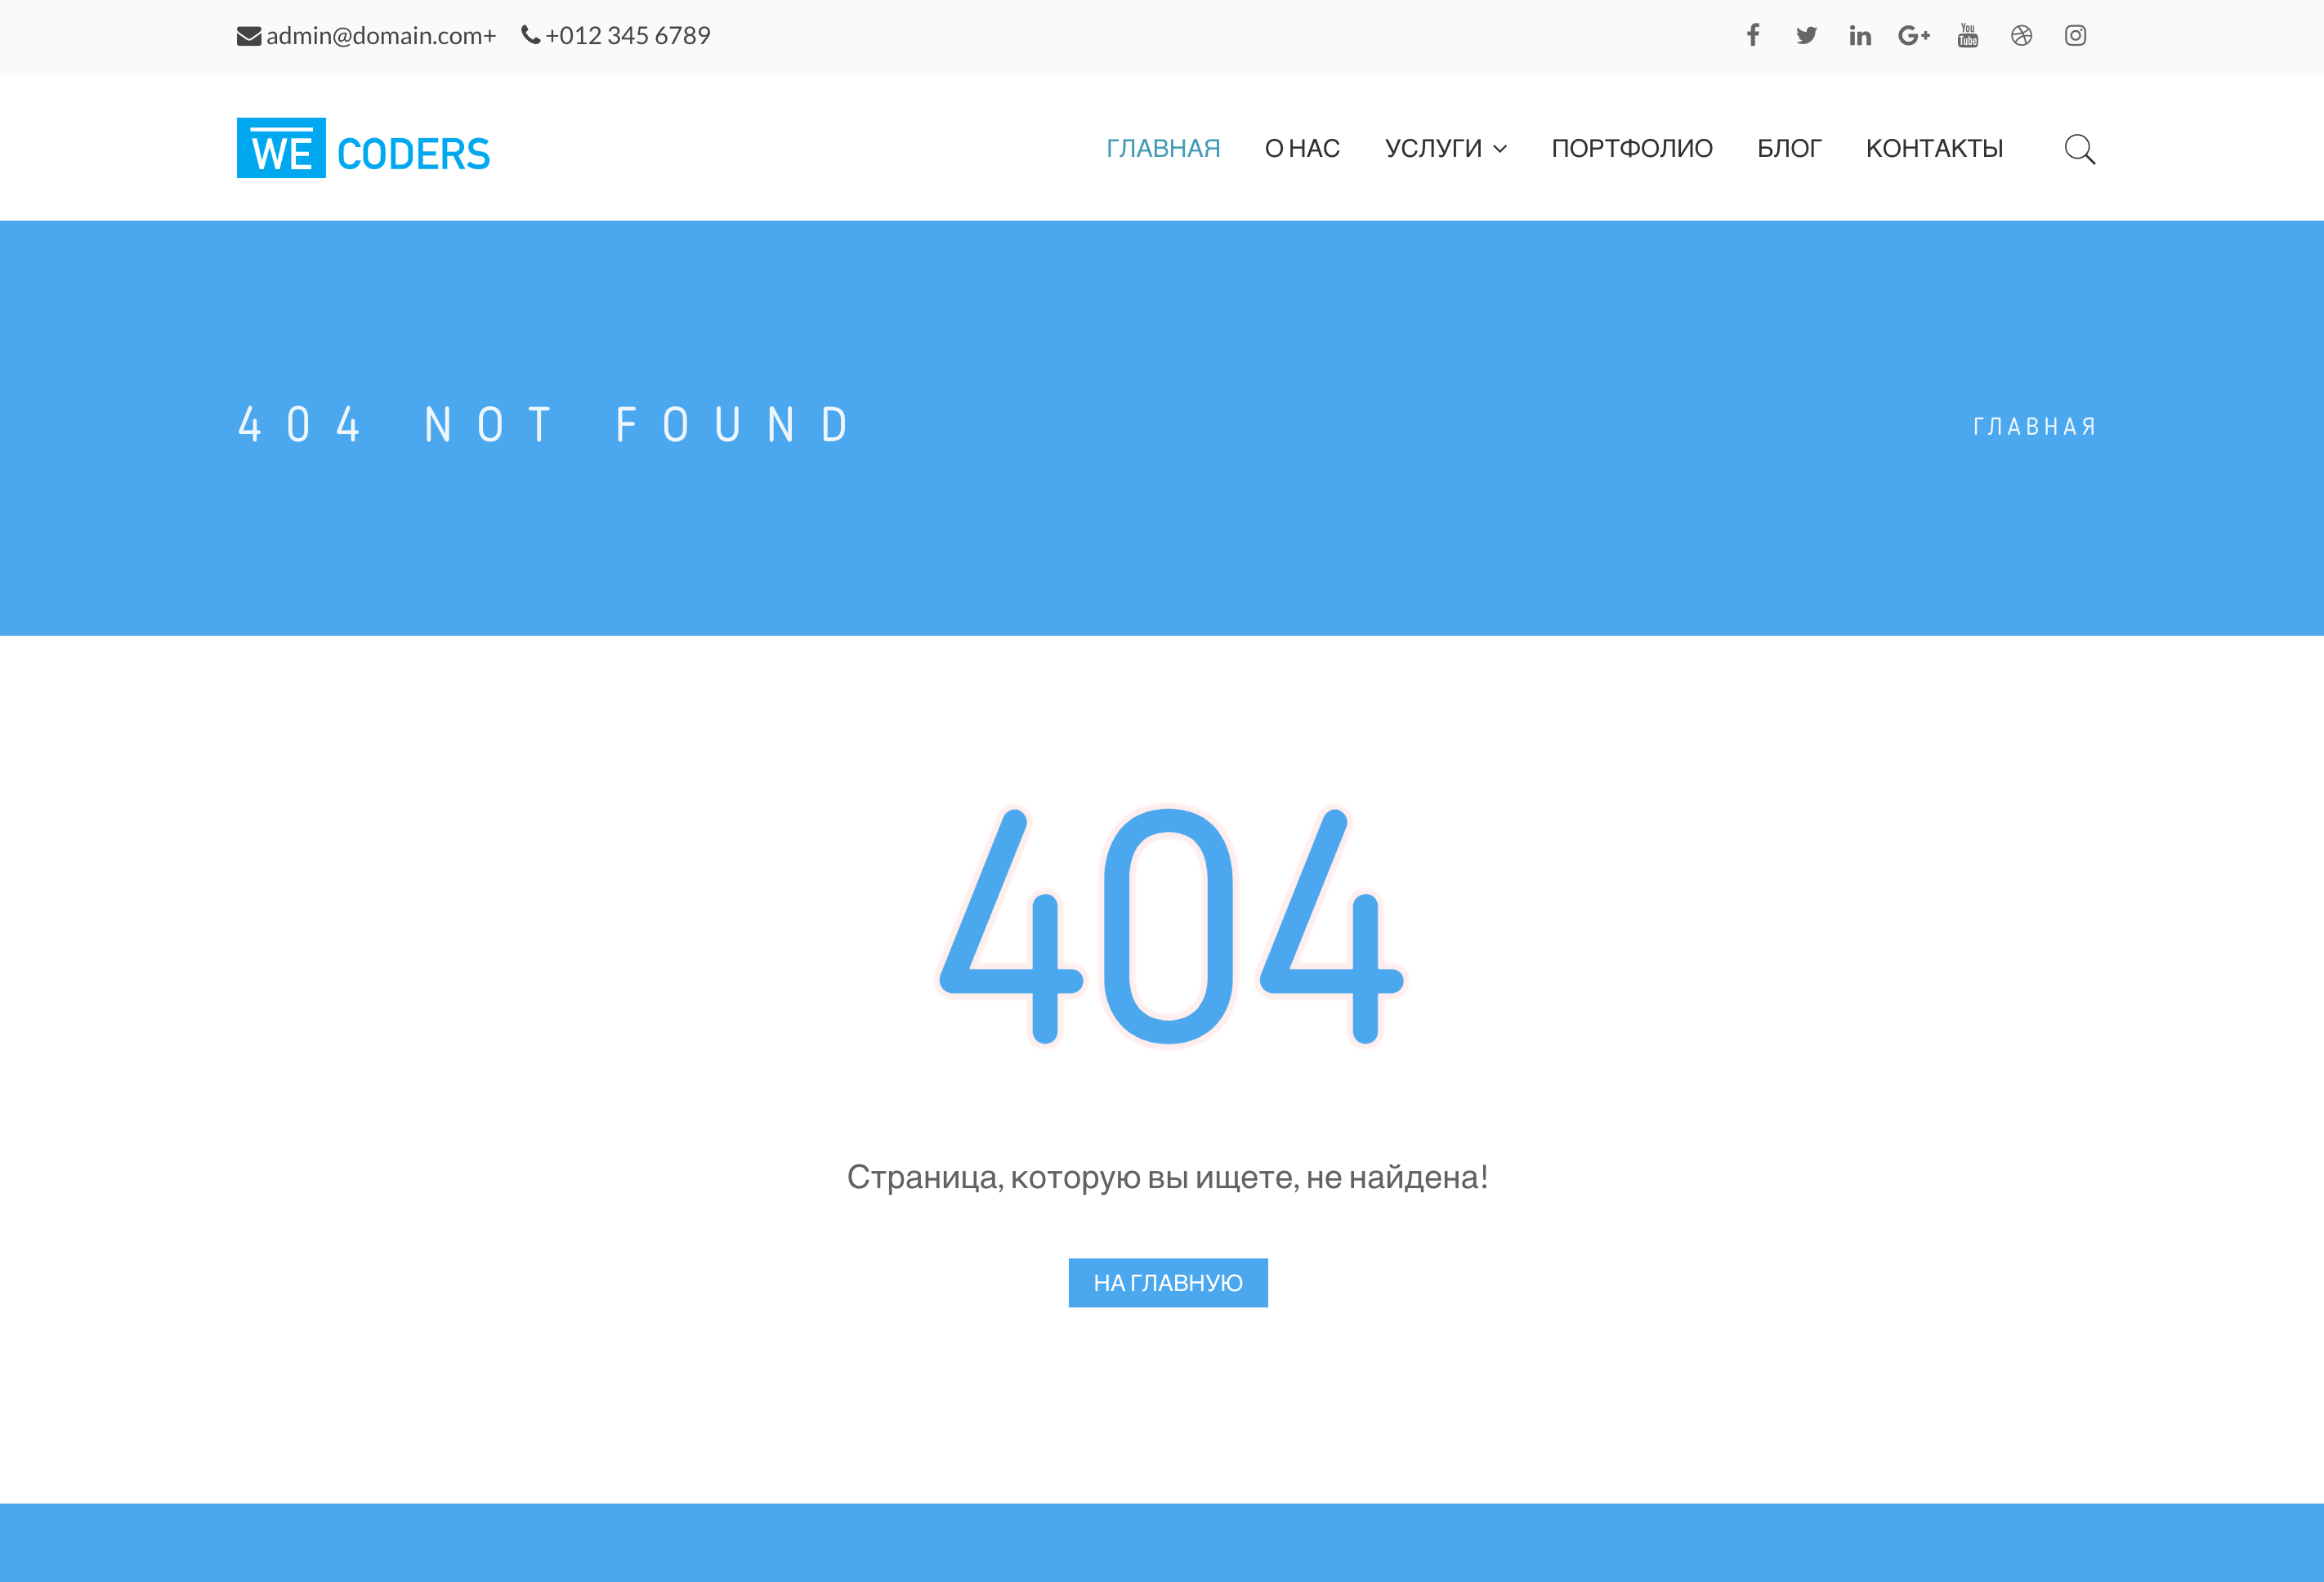 admin@domain.com+ +012 345 6789
WE CODERS
ГЛАВНАЯ О НАС УСЛУГИ ПОРТФОЛИО БЛОГ КОНТАКТЫ
404 NOT FOUND
ГЛАВНАЯ
404
Страница, которую вы ищете, не найдена!
НА ГЛАВНУЮ